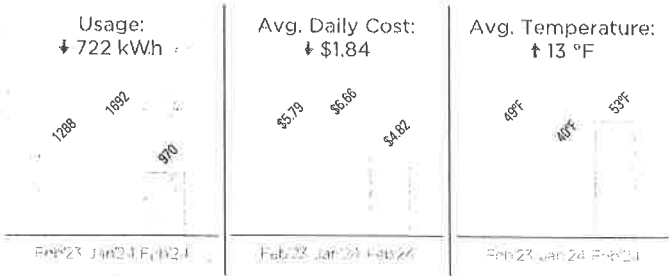 Usage:
↓ 722 kWh
1288
1692
970
Feb'23 Jan'24 Feb'24
Avg. Daily Cost:
↓ $1.84
$5.79
$6.66
$4.82
Feb'23 Jan'24 Feb'24
Avg. Temperature:
↑ 13 °F
49°F
40°F
53°F
Feb'23 Jan'24 Feb'24